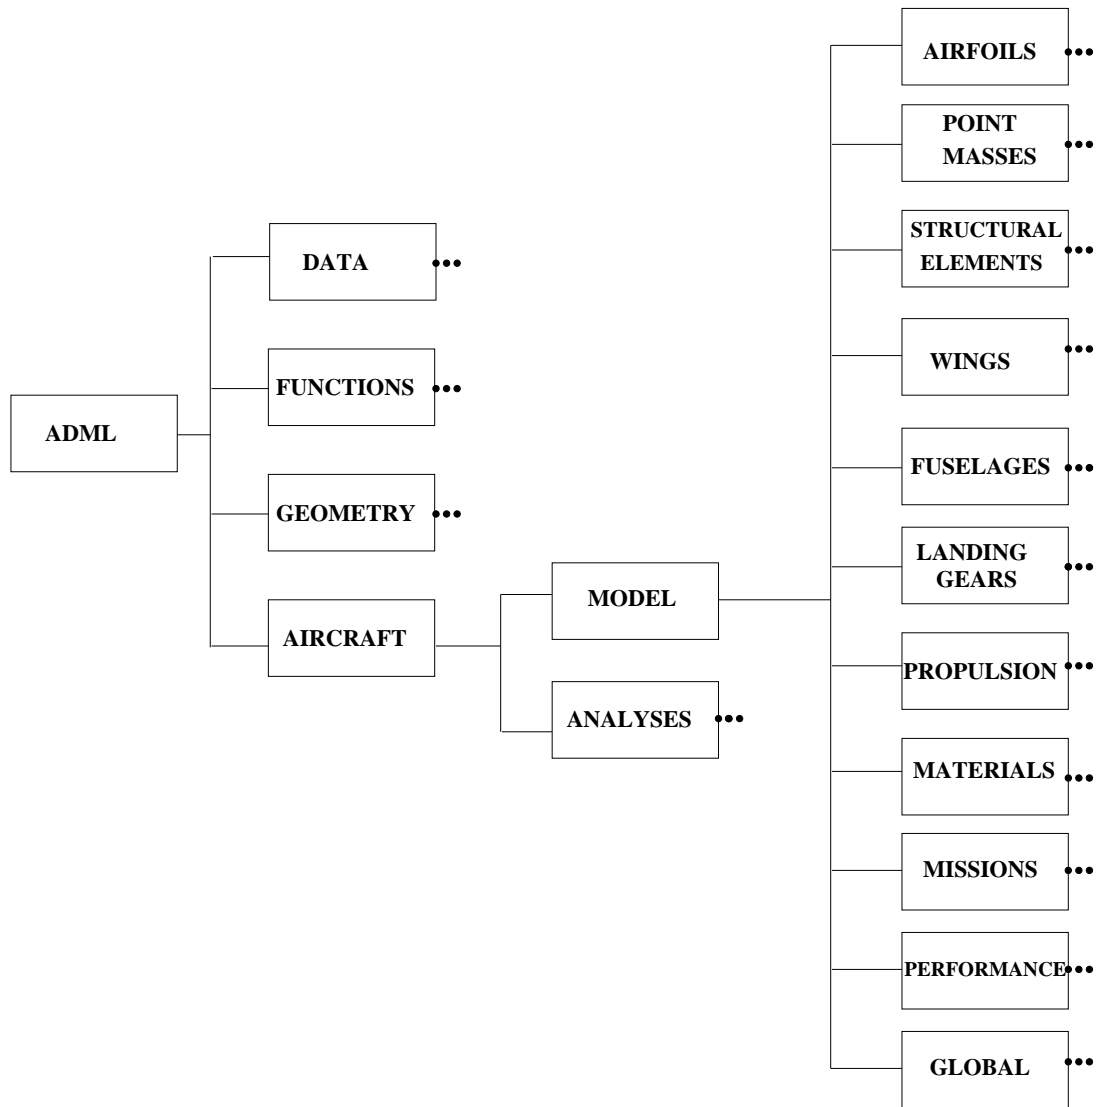 ADML
DATA
FUNCTIONS
GEOMETRY
AIRCRAFT
MODEL
ANALYSES
AIRFOILS
POINT
MASSES
STRUCTURAL
ELEMENTS
WINGS
FUSELAGES
LANDING
GEARS
PROPULSION
MATERIALS
MISSIONS
PERFORMANCE
GLOBAL